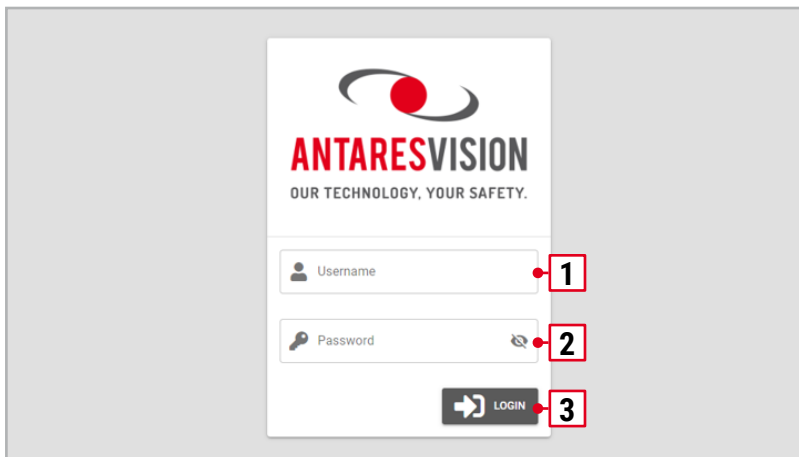 ANTARESVISION
OUR TECHNOLOGY, YOUR SAFETY.
Username
1
Password
2
LOGIN
3